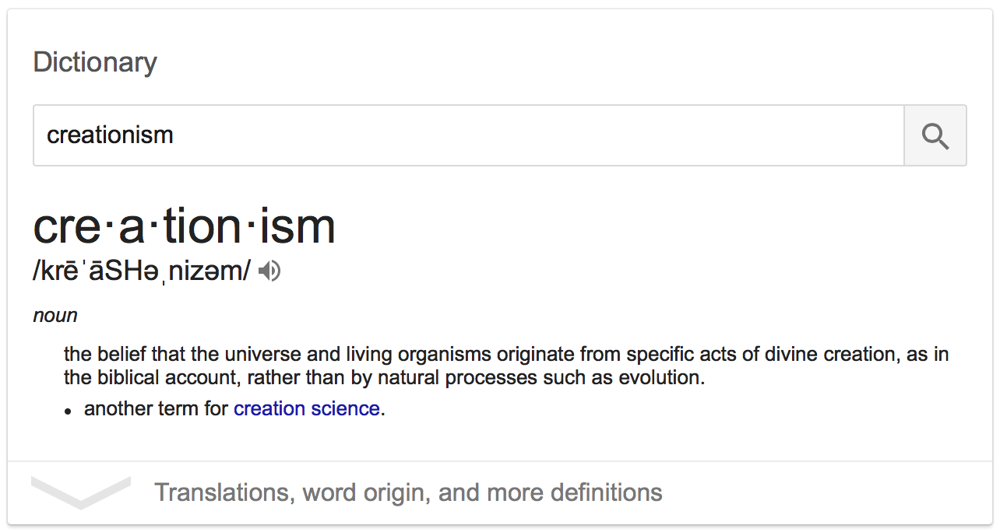 Dictionary
creationism
cre·a·tion·ism
/krēˈāSHəˌnizəm/
noun
the belief that the universe and living organisms originate from specific acts of divine creation, as in
the biblical account, rather than by natural processes such as evolution.
• another term for creation science.
Translations, word origin, and more definitions